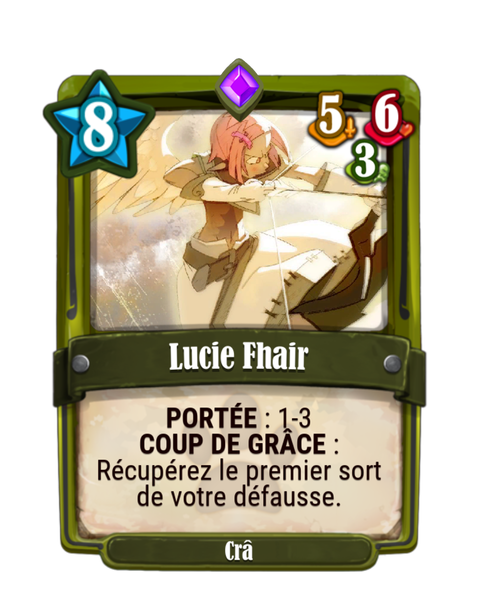 8
5
6
3
Lucie Fhair
PORTÉE : 1-3
COUP DE GRÂCE :
Récupérez le premier sort
de votre défausse.
Crâ